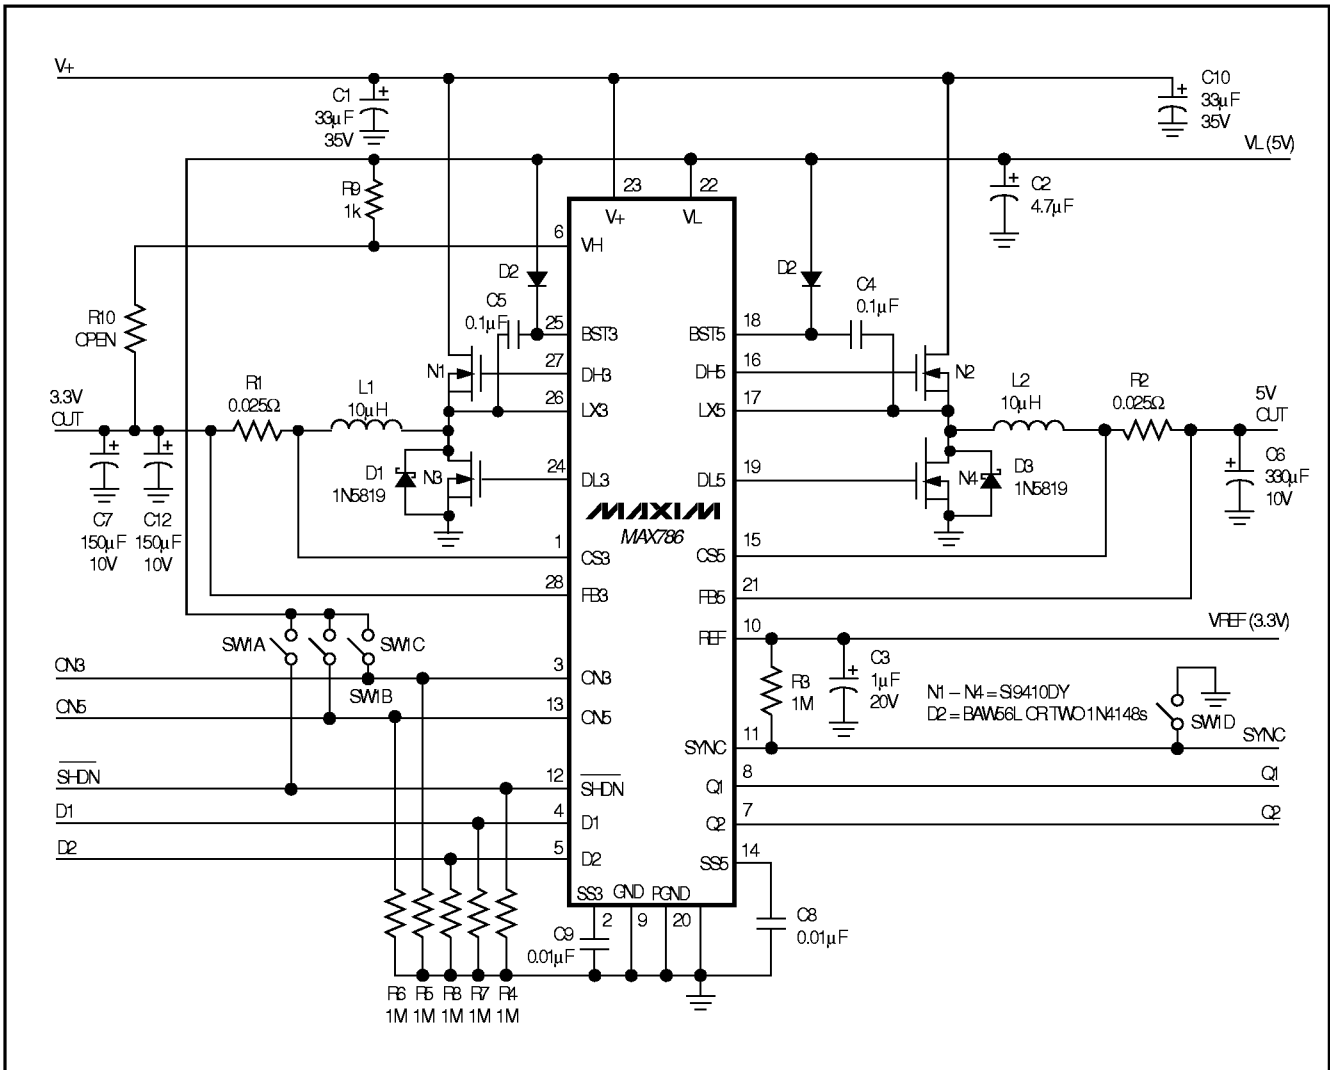 V+
C1
33μF
35V
C10
33μF
35V
VL (5V)
R9
1k
23
22
V+
VL
C2
4.7μF
6
VH
D2
D2
C5
0.1μF
C4
0.1μF
R10
OPEN
25
BST3
BST5
18
N1
27
DH3
DH5
16
N2
3.3V
OUT
R1
0.025Ω
L1
10μH
26
LX3
LX5
17
L2
10μH
R2
0.025Ω
5V
OUT
D1
1N5819
N3
24
DL3
DL5
19
N4
D3
1N5819
C6
330μF
10V
MAXIM
MAX786
C7
150μF
10V
C12
150μF
10V
1
CS3
CS5
15
28
FB3
FB5
21
SW1A
SW1C
SW1B
REF
10
VREF (3.3V)
ON3
3
ON3
R3
1M
C3
1μF
20V
N1 – N4 = Si9410DY
D2 = BAW56L OR TWO 1N4148s
SW1D
ON5
13
ON5
SYNC
11
SYNC
SHDN
12
SHDN
Q1
8
Q1
D1
4
D1
Q2
7
Q2
D2
5
D2
SS5
14
SS3
GND
PGND
2
9
20
C9
0.01μF
C8
0.01μF
R6
1M
R5
1M
R8
1M
R7
1M
R4
1M